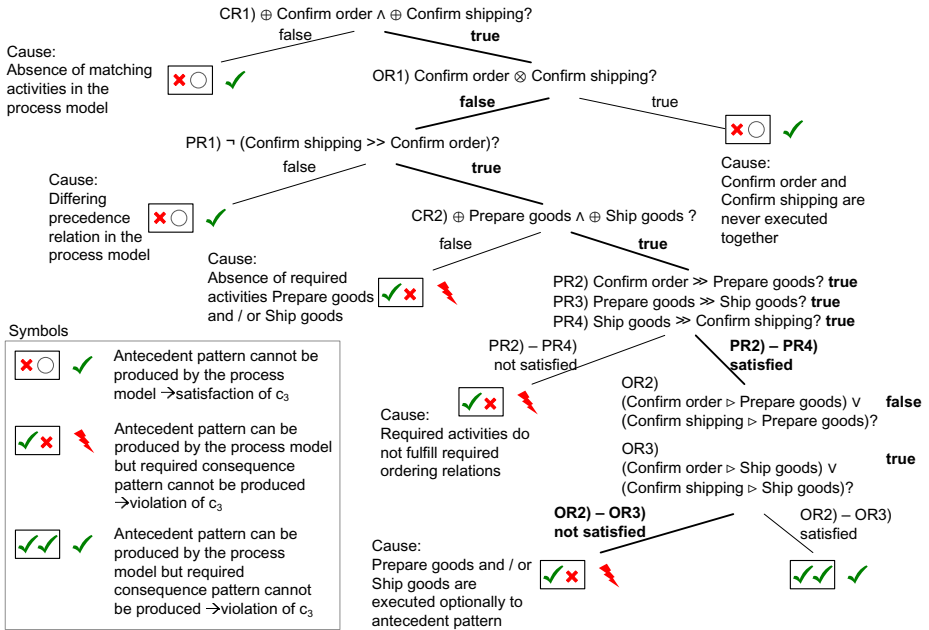 CR1) ⊕ Confirm order ∧ ⊕ Confirm shipping?
false
true
Cause:
Absence of matching
activities in the
process model
OR1) Confirm order ⊗ Confirm shipping?
false
true
PR1) ¬ (Confirm shipping >> Confirm order)?
false
true
Cause:
Confirm order and
Confirm shipping are
never executed
together
Cause:
Differing
precedence
relation in the
process model
CR2) ⊕ Prepare goods ∧ ⊕ Ship goods ?
false
true
Cause:
Absence of required
activities Prepare goods
and / or Ship goods
PR2) Confirm order ≫ Prepare goods? true
PR3) Prepare goods ≫ Ship goods? true
PR4) Ship goods ≫ Confirm shipping? true
PR2) – PR4)
not satisfied
PR2) – PR4)
satisfied
Cause:
Required activities do
not fulfill required
ordering relations
OR2)
(Confirm order ▹ Prepare goods) ∨ false
(Confirm shipping ▹ Prepare goods)?
OR3)
(Confirm order ▹ Ship goods) ∨ true
(Confirm shipping ▹ Ship goods)?
OR2) – OR3)
not satisfied
OR2) – OR3)
satisfied
Cause:
Prepare goods and / or
Ship goods are
executed optionally to
antecedent pattern
Symbols
Antecedent pattern cannot be
produced by the process
model →satisfaction of c₃
Antecedent pattern can be
produced by the process model
but required consequence
pattern cannot be produced
→violation of c₃
Antecedent pattern can be
produced by the process
model but required
consequence pattern cannot
be produced →violation of c₃